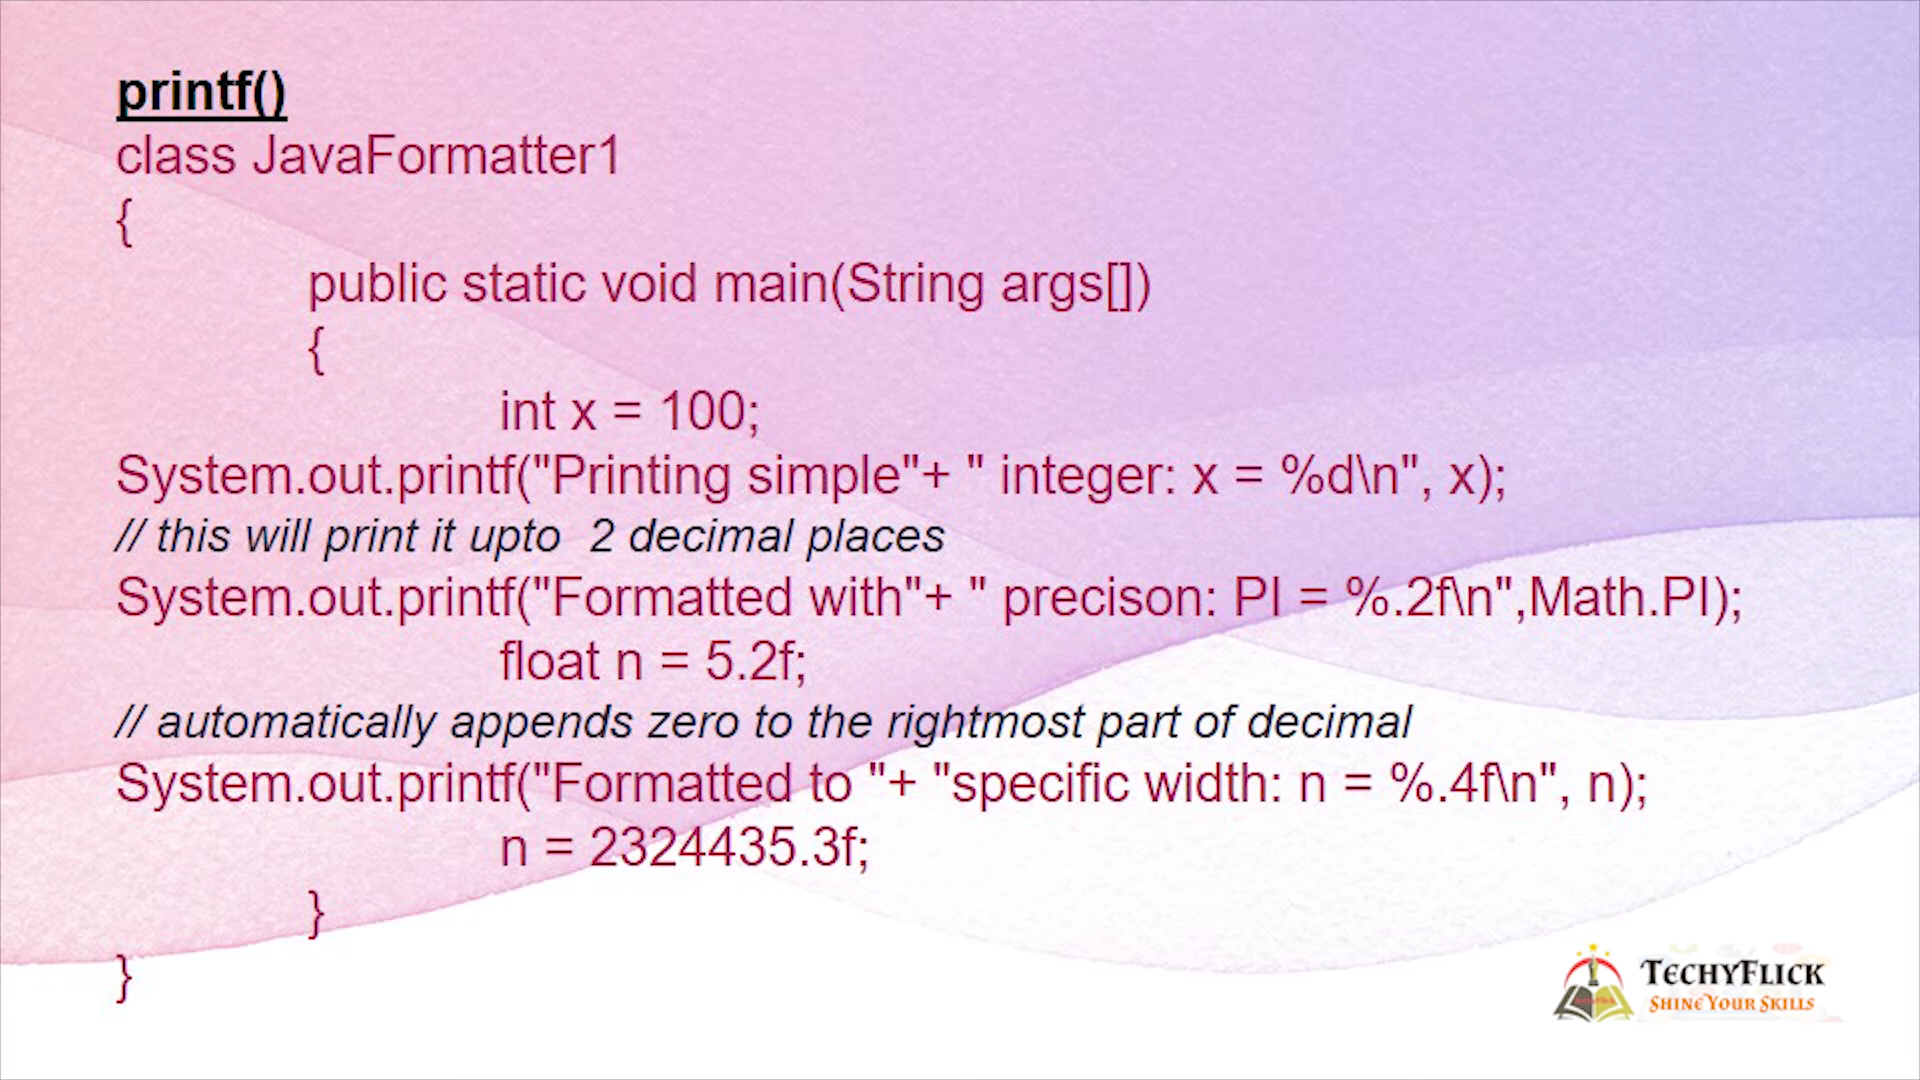 printf()
class JavaFormatter1
{
public static void main(String args[])
{
int x = 100;
System.out.printf("Printing simple"+ " integer: x = %d\n", x);
// this will print it upto  2 decimal places
System.out.printf("Formatted with"+ " precison: PI = %.2f\n",Math.PI);
float n = 5.2f;
// automatically appends zero to the rightmost part of decimal
System.out.printf("Formatted to "+ "specific width: n = %.4f\n", n);
n = 2324435.3f;
}
}
TECHYFLICK
SHINE YOUR SKILLS